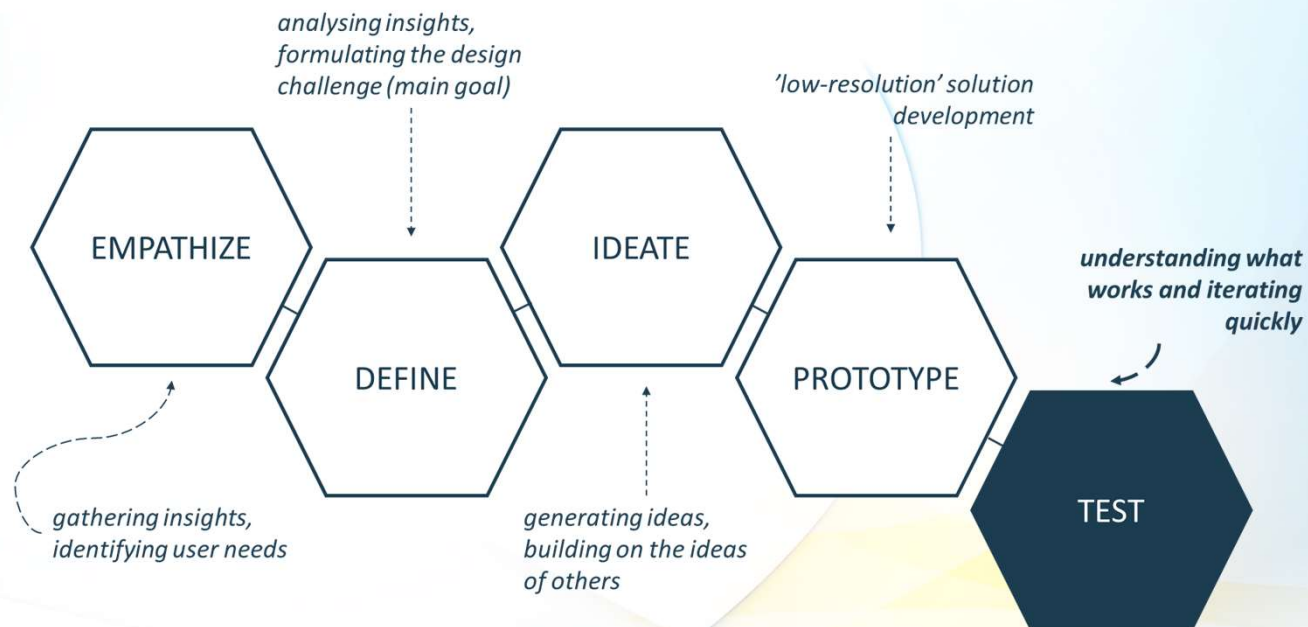 analysing insights,
formulating the design
challenge (main goal)
’low-resolution’ solution
development
EMPATHIZE
IDEATE
understanding what
works and iterating
quickly
DEFINE
PROTOTYPE
gathering insights,
identifying user needs
generating ideas,
building on the ideas
of others
TEST